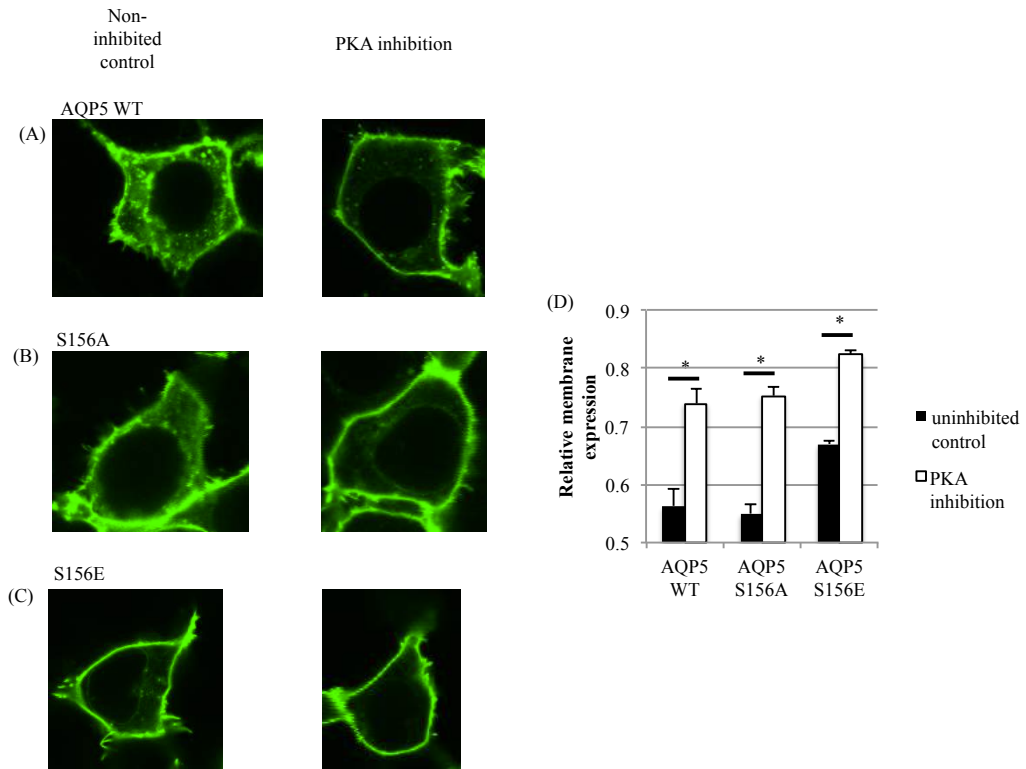 Non-
inhibited
control
PKA inhibition
AQP5 WT
(A)
S156A
(B)
S156E
(C)
(D)
Relative membrane
expression
0.9
0.8
0.7
0.6
0.5
*
*
*
AQP5
WT
AQP5
S156A
AQP5
S156E
uninhibited
control
PKA
inhibition